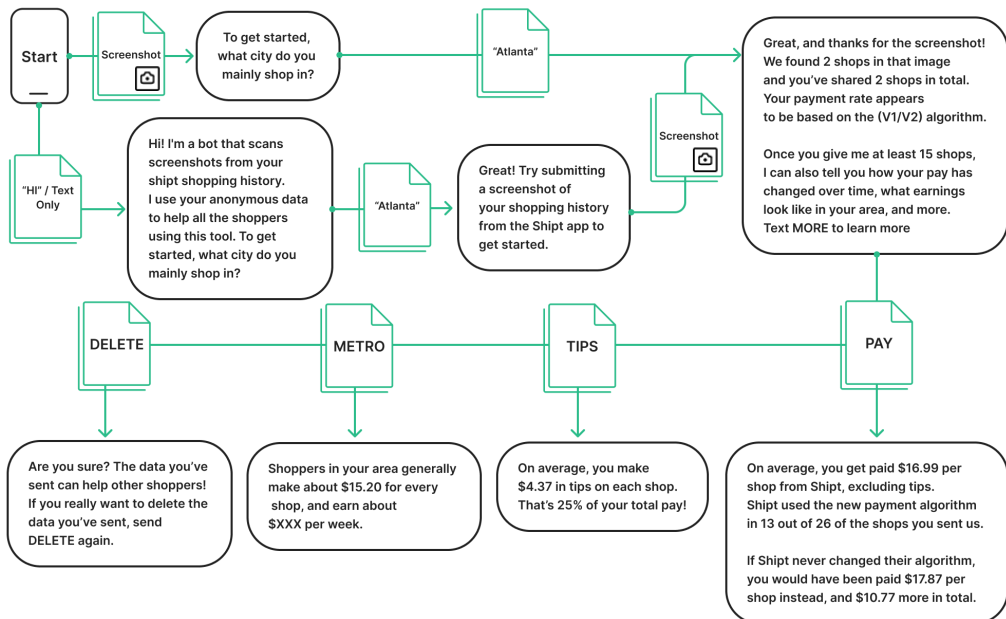 Start
Screenshot
To get started,
what city do you
mainly shop in?
“Atlanta”
Great, and thanks for the screenshot!
We found 2 shops in that image
and you’ve shared 2 shops in total.
Your payment rate appears
to be based on the (V1/V2) algorithm.
Once you give me at least 15 shops,
I can also tell you how your pay has
changed over time, what earnings
look like in your area, and more.
Text MORE to learn more
“HI” / Text
Only
Hi! I'm a bot that scans
screenshots from your
shipt shopping history.
I use your anonymous data
to help all the shoppers
using this tool. To get
started, what city do you
mainly shop in?
“Atlanta”
Great! Try submitting
a screenshot of
your shopping history
from the Shipt app to
get started.
Screenshot
DELETE
METRO
TIPS
PAY
Are you sure? The data you’ve
sent can help other shoppers!
If you really want to delete the
data you’ve sent, send
DELETE again.
Shoppers in your area generally
make about $15.20 for every
shop, and earn about
$XXX per week.
On average, you make
$4.37 in tips on each shop.
That’s 25% of your total pay!
On average, you get paid $16.99 per
shop from Shipt, excluding tips.
Shipt used the new payment algorithm
in 13 out of 26 of the shops you sent us.
If Shipt never changed their algorithm,
you would have been paid $17.87 per
shop instead, and $10.77 more in total.